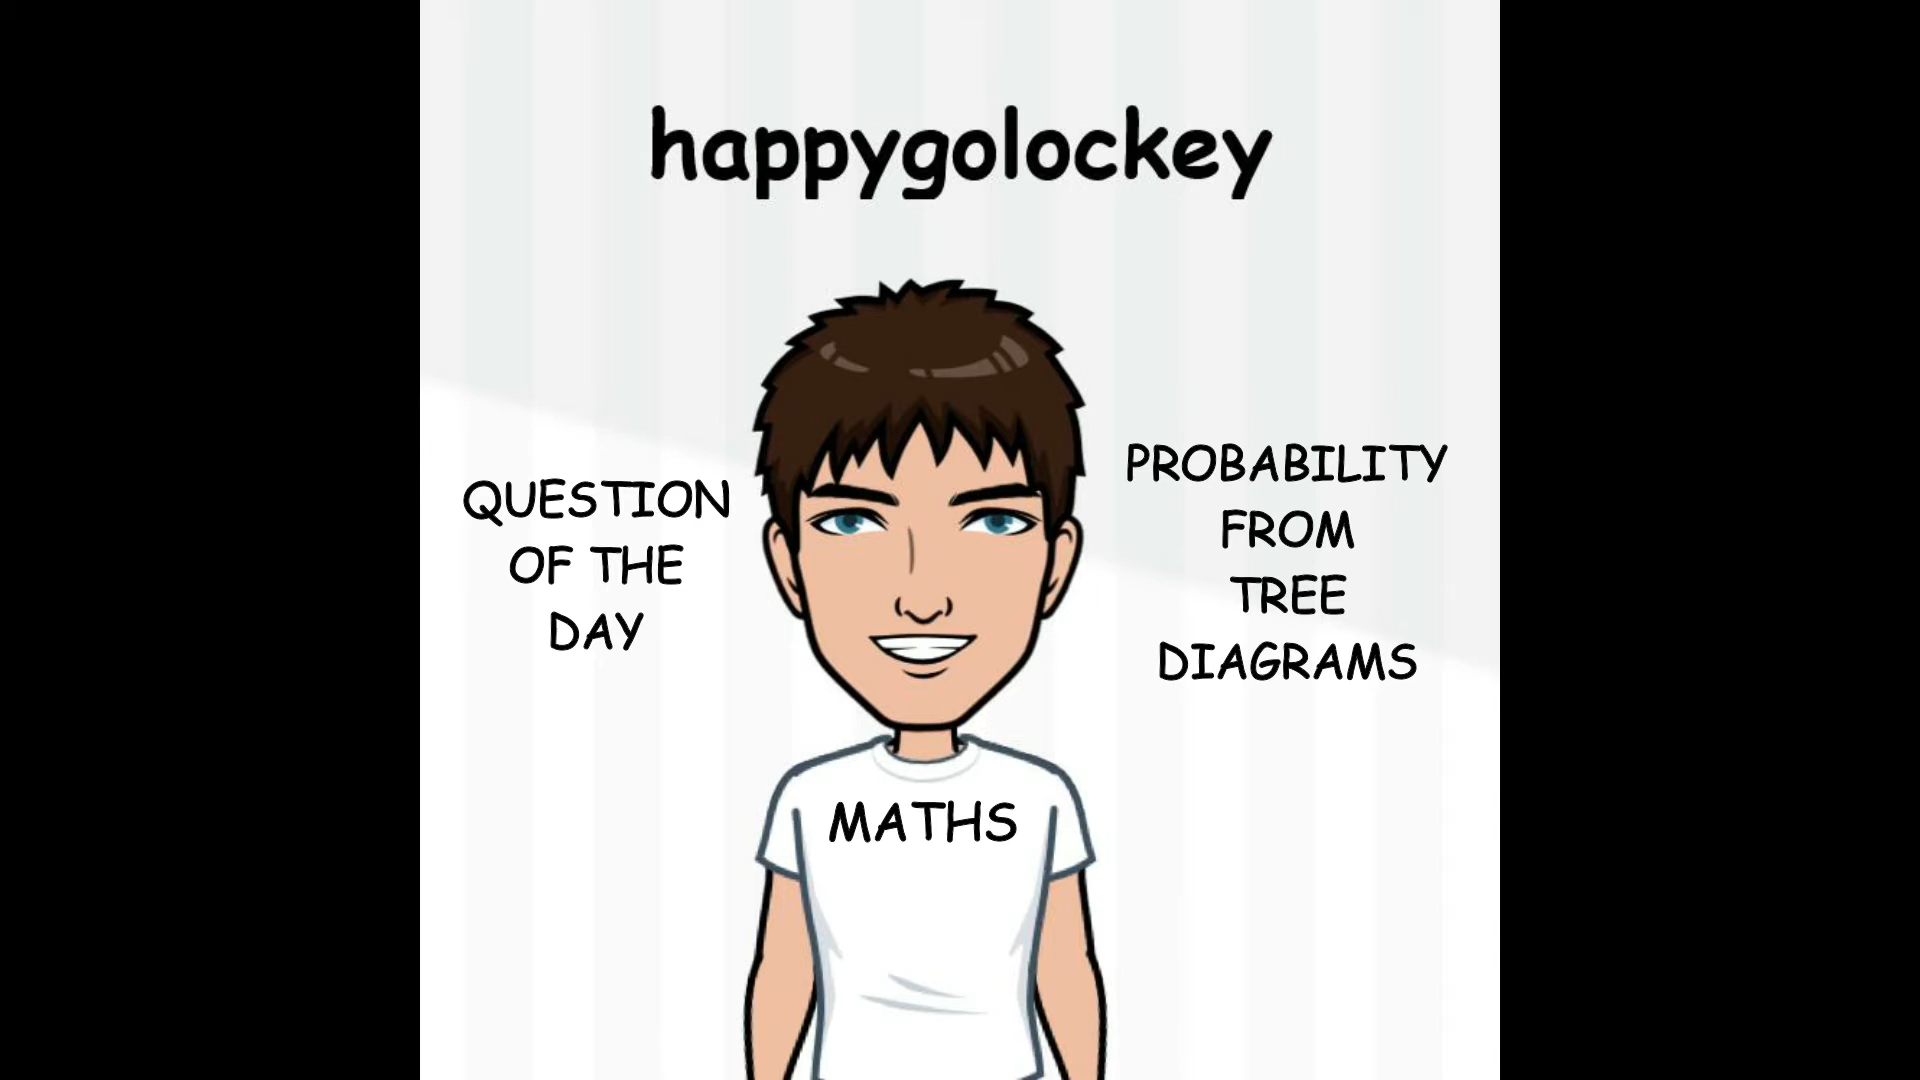 happygolockey
QUESTION
OF THE
DAY
PROBABILITY
FROM
TREE
DIAGRAMS
MATHS